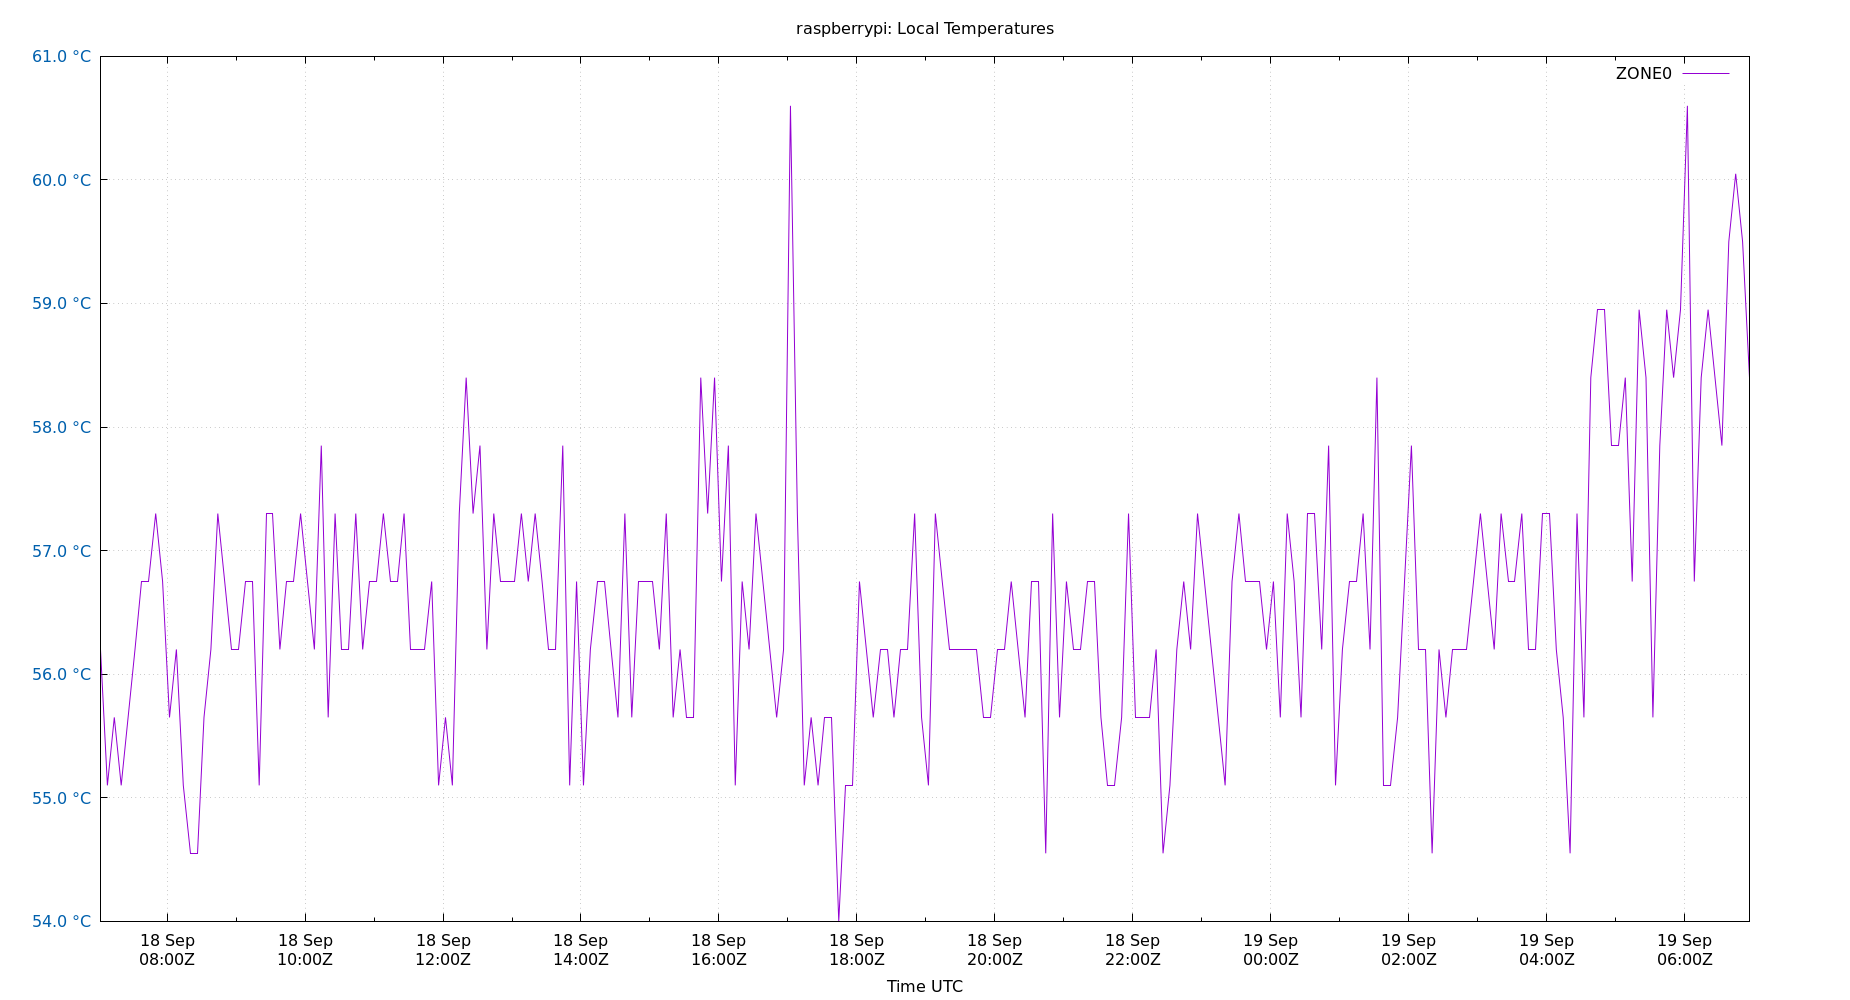 raspberrypi: Local Temperatures
61.0 °C
ZONE0
60.0 °C
59.0 °C
58.0 °C
57.0 °C
56.0 °C
55.0 °C
54.0 °C
18 Sep 18 Sep 18 Sep 18 Sep 18 Sep 18 Sep 18 Sep 18 Sep 19 Sep 19 Sep 19 Sep 19 Sep
08:00Z 10:00Z 12:00Z 14:00Z 16:00Z 18:00Z 20:00Z 22:00Z 00:00Z 02:00Z 04:00Z 06:00Z
Time UTC